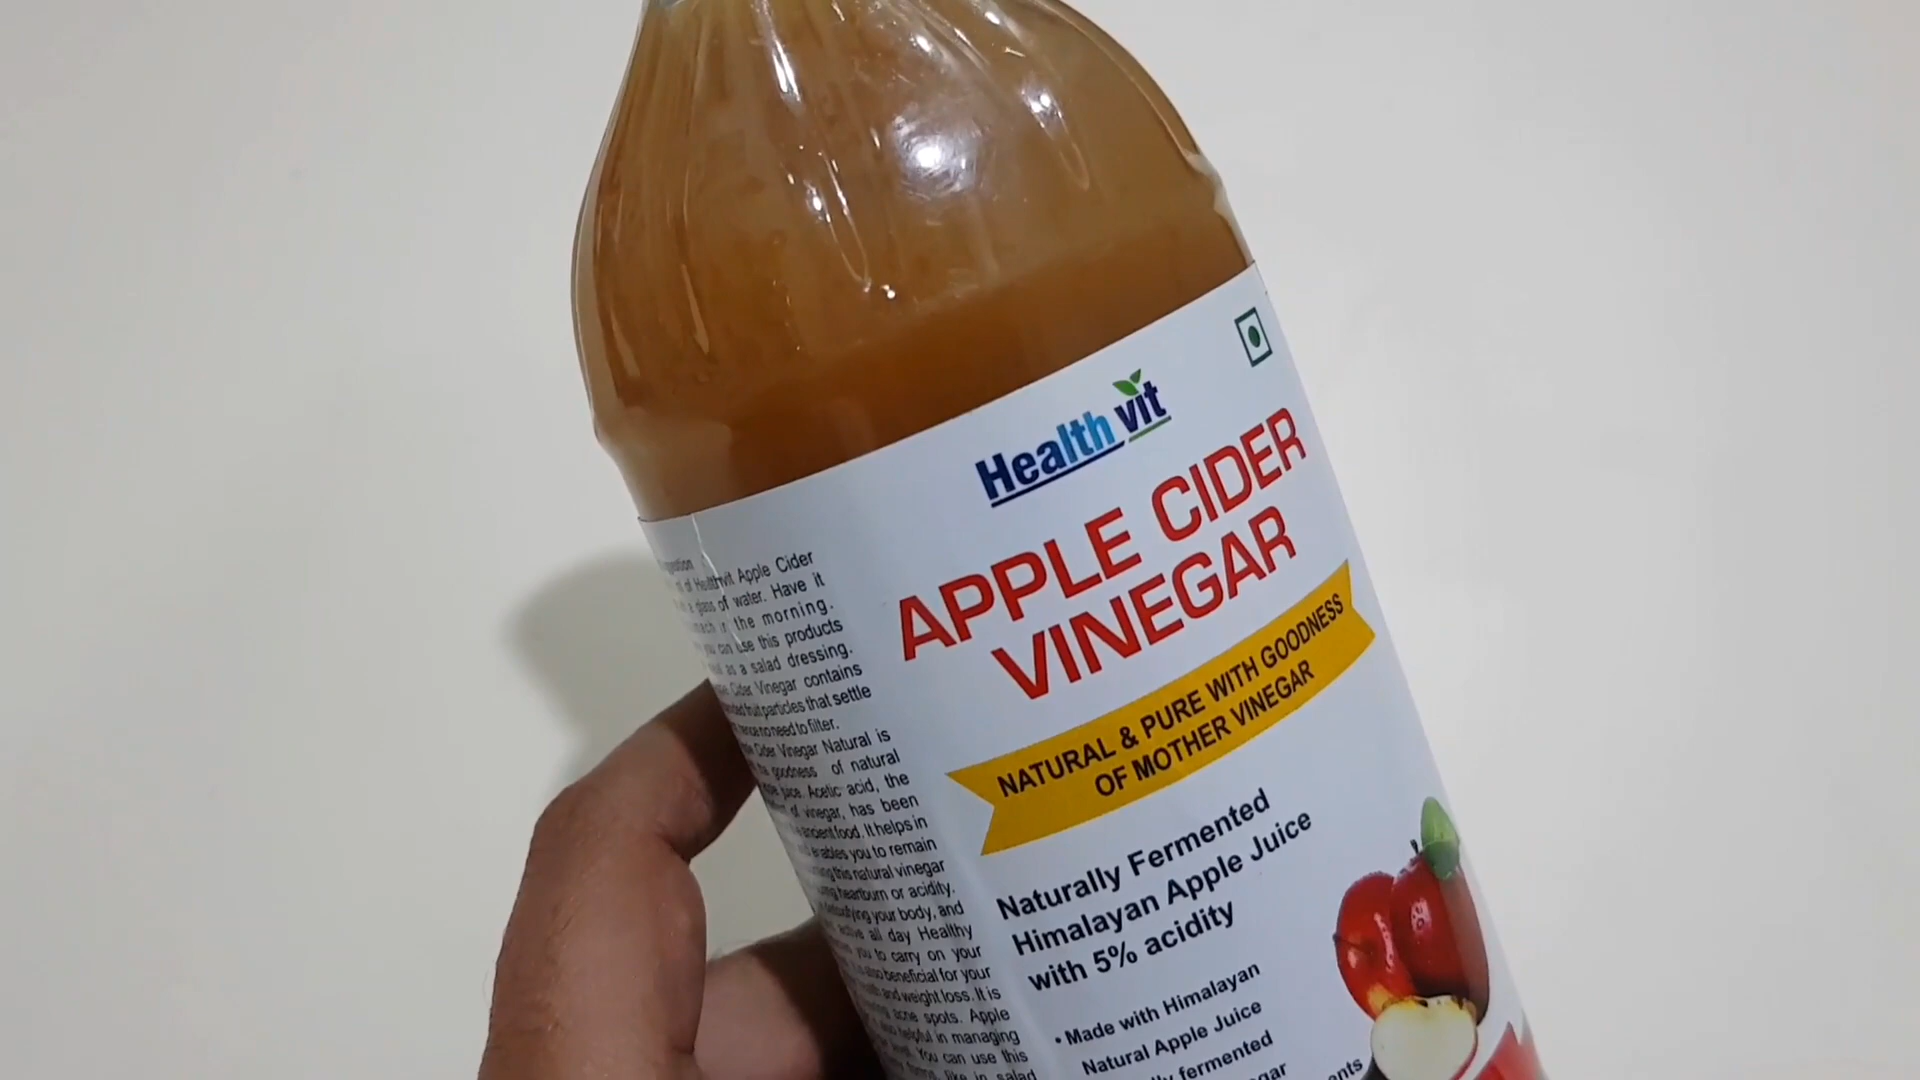 Health vit
APPLE CIDER
VINEGAR
NATURAL & PURE WITH GOODNESS
OF MOTHER VINEGAR
Naturally Fermented
Himalayan Apple Juice
with 5% acidity
• Made with Himalayan
Natural Apple Juice
fermented
of Healthvit Apple Cider
a glass of water. Have it
the morning.
you can use this products
as a salad dressing.
Cider Vinegar contains
fruit particles that settle
hence no need to filter.
Cider Vinegar Natural is
goodness of natural
juice. Acetic acid, the
of vinegar, has been
ancient food. It helps in
enables you to remain
this natural vinegar
heartburn or acidity.
detoxifying your body, and
active all day Healthy
you to carry on your
is also beneficial for your
and weight loss. It is
acne spots. Apple
helpful in managing
You can use this
like in salad